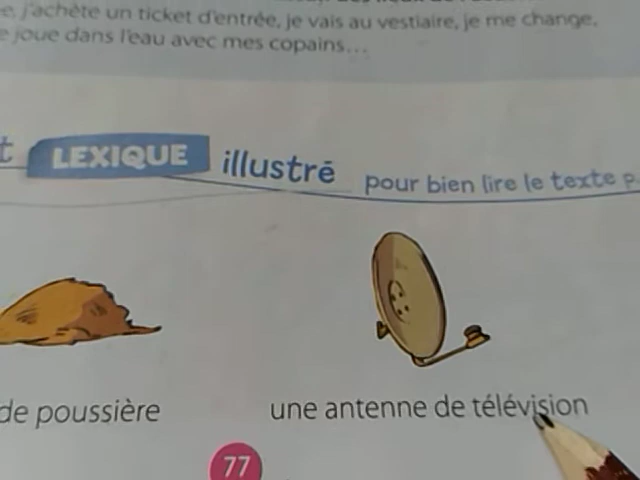 j'achète un ticket d'entrée, je vais au vestiaire, je me change,
joue dans l'eau avec mes copains...
LEXIQUE illustré pour bien lire le texte p.
de poussière
une antenne de télévision
77